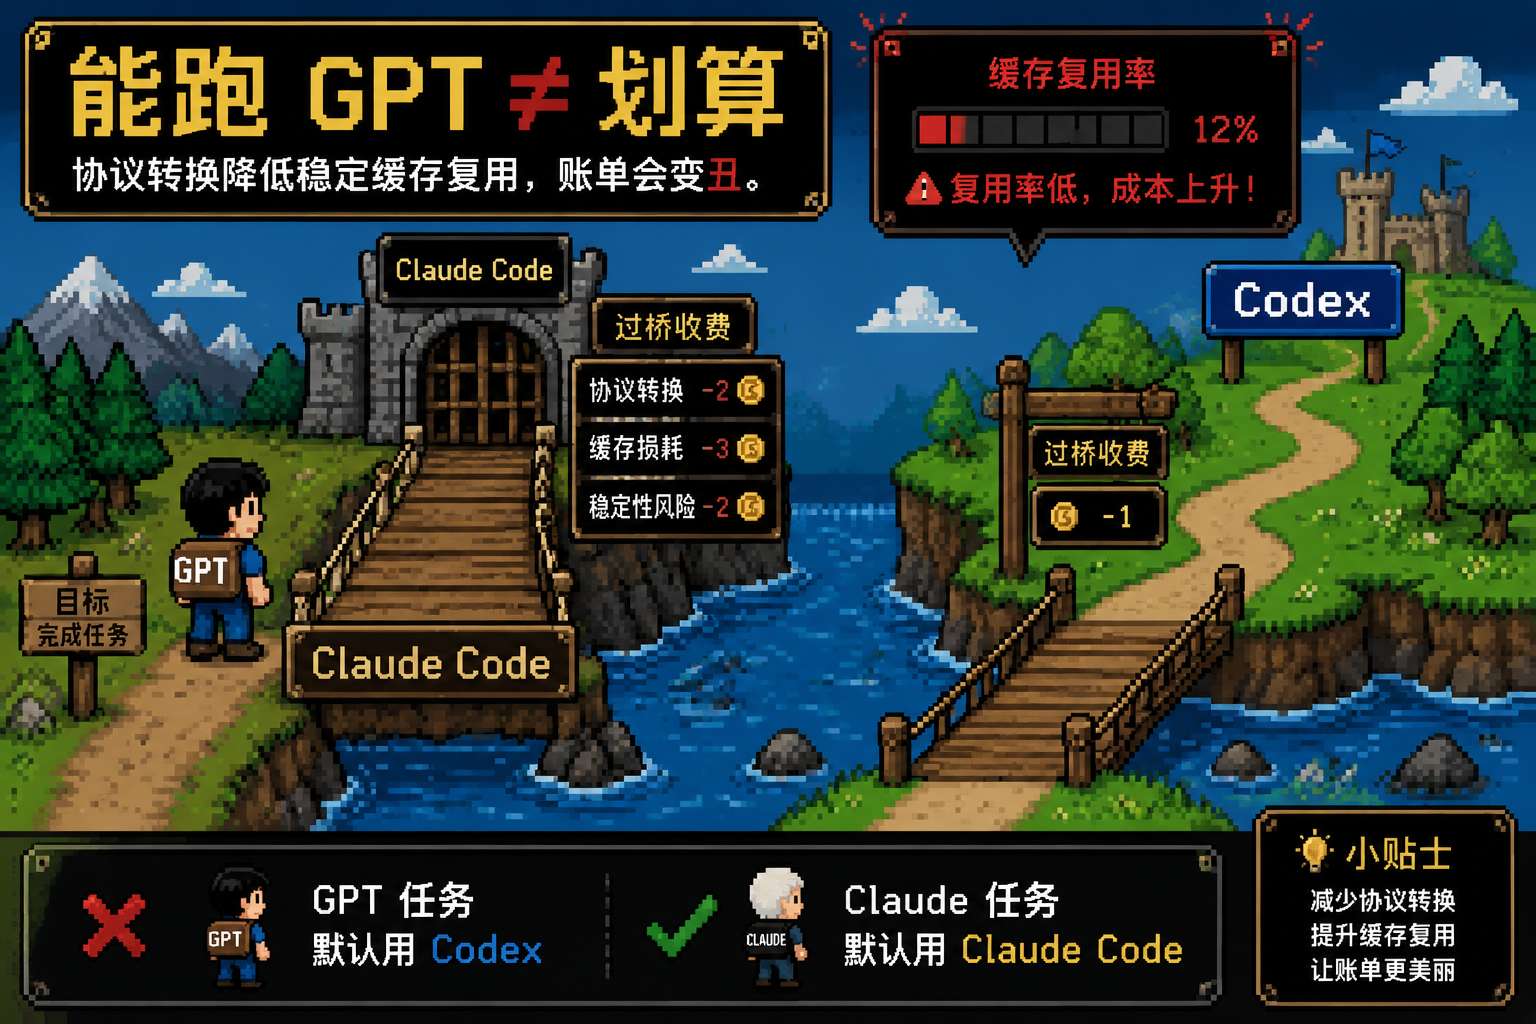 能跑 GPT ≠ 划算
协议转换降低稳定缓存复用，账单会变丑。
缓存复用率
12%
复用率低，成本上升！
Claude Code
过桥收费
协议转换 -2
缓存损耗 -3
稳定性风险 -2
Codex
过桥收费
-1
GPT
目标
完成任务
Claude Code
GPT
GPT 任务
默认用 Codex
CLAUDE
Claude 任务
默认用 Claude Code
小贴士
减少协议转换
提升缓存复用
让账单更美丽